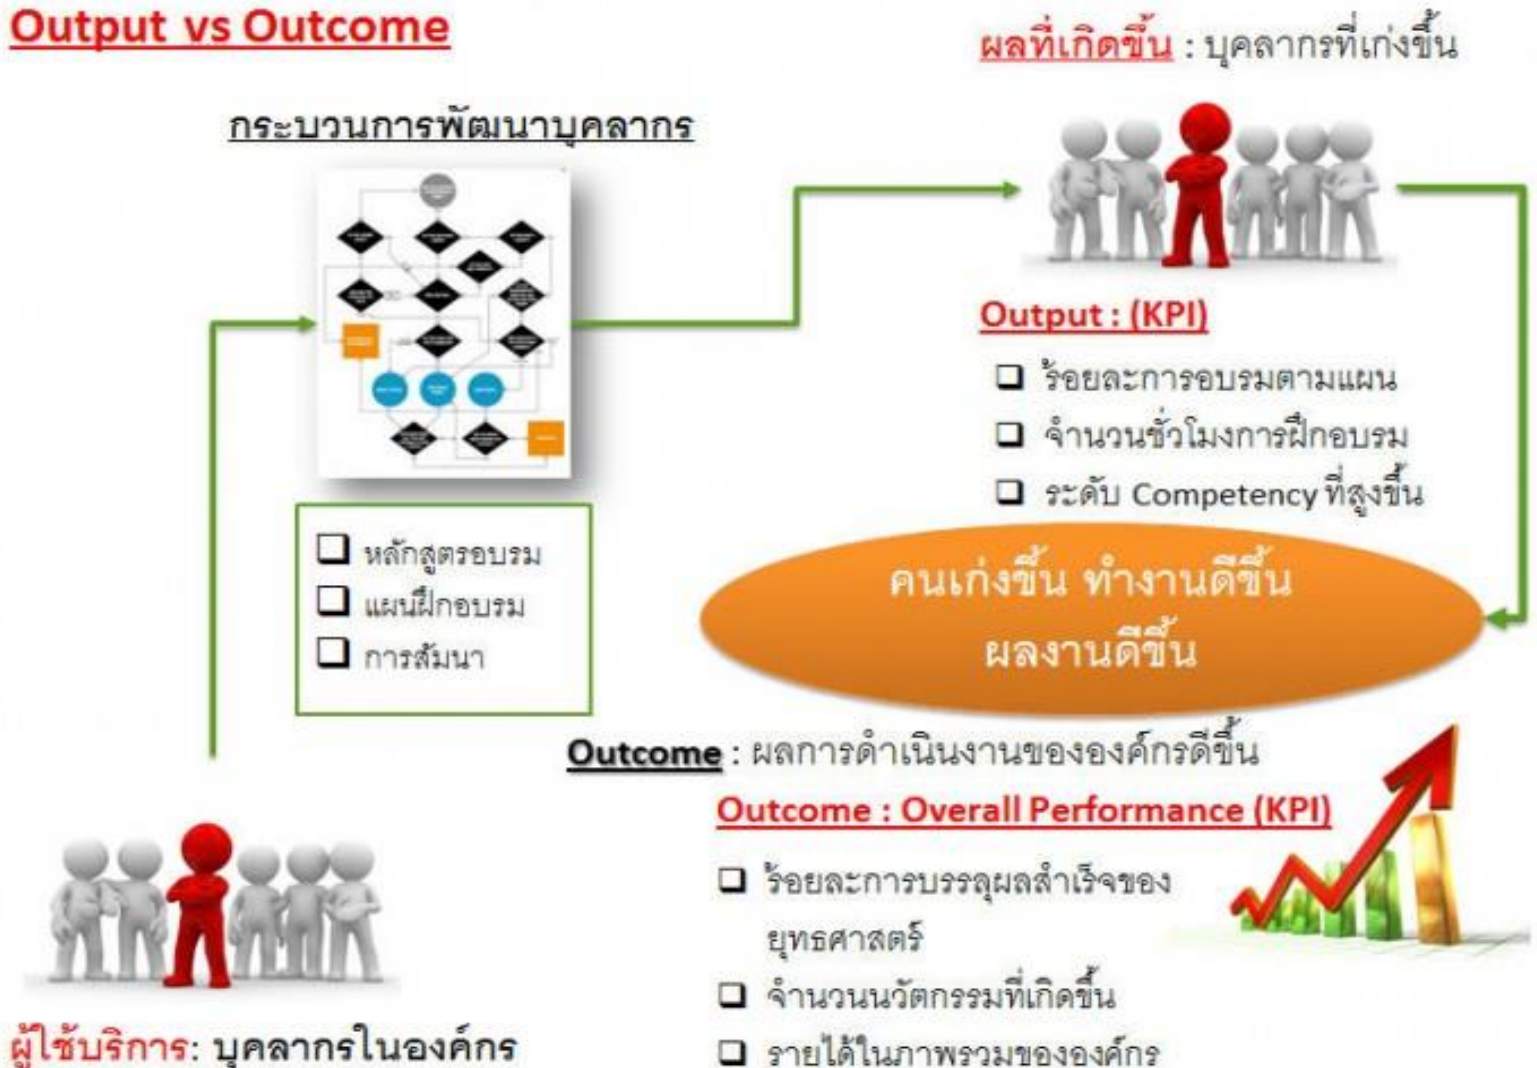 Output vs Outcome
ผลที่เกิดขึ้น : บุคลากรที่เก่งขึ้น
กระบวนการพัฒนาบุคลากร
Output : (KPI)
ร้อยละการอบรมตามแผน
จำนวนชั่วโมงการฝึกอบรม
ระดับ Competency ที่สูงขึ้น
หลักสูตรอบรม
แผนฝึกอบรม
การสัมนา
คนเก่งขึ้น ทำงานดีขึ้น
ผลงานดีขึ้น
Outcome : ผลการดำเนินงานขององค์กรดีขึ้น
Outcome : Overall Performance (KPI)
ร้อยละการบรรลุผลสำเร็จของ
ยุทธศาสตร์
จำนวนนวัตกรรมที่เกิดขึ้น
รายได้ในภาพรวมขององค์กร
ผู้ใช้บริการ: บุคลากรในองค์กร